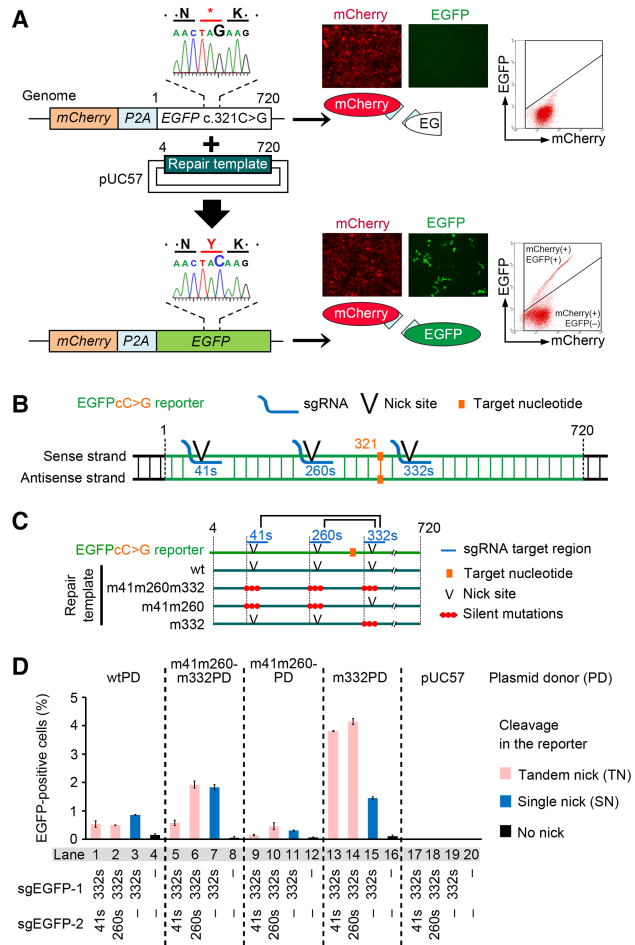 A
· N * K ·
AACTAGAAG
mCherry EGFP
Genome 1 720
mCherry P2A EGFP c.321C>G
mCherry EG
EGFP
mCherry
+
4 720
Repair template
pUC57
· N Y K ·
AACTACAAG
mCherry EGFP
mCherry P2A EGFP
mCherry EGFP
EGFP
mCherry(+)
EGFP(+)
mCherry(+)
EGFP(–)
mCherry
B
EGFPcC>G reporter sgRNA Nick site Target nucleotide
1 321 720
Sense strand
Antisense strand
41s 260s 332s
C
4 720
41s 260s 332s
EGFPcC>G reporter
Repair template
wt
m41m260m332
m41m260
m332
sgRNA target region
Target nucleotide
Nick site
Silent mutations
D
wtPD m41m260-m332PD m41m260-PD m332PD pUC57 Plasmid donor (PD)
EGFP-positive cells (%)
5
4
3
2
1
0
Cleavage
in the reporter
Tandem nick (TN)
Single nick (SN)
No nick
Lane 1 2 3 4 5 6 7 8 9 10 11 12 13 14 15 16 17 18 19 20
sgEGFP-1 332s 332s 332s – 332s 332s 332s – 332s 332s 332s – 332s 332s 332s – 332s 332s 332s –
sgEGFP-2 41s 260s – – 41s 260s – – 41s 260s – – 41s 260s – – 41s 260s – –